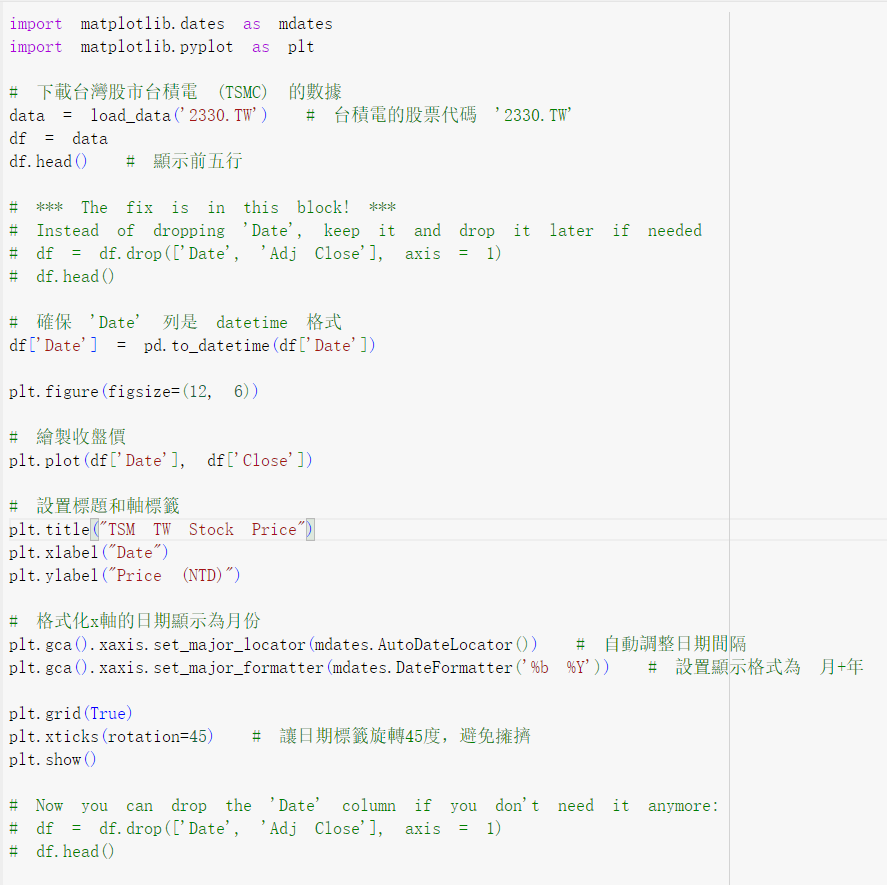 import matplotlib.dates as mdates
import matplotlib.pyplot as plt
# 下載台灣股市台積電 (TSMC) 的數據
data = load_data('2330.TW') # 台積電的股票代碼 '2330.TW'
df = data
df.head() # 顯示前五行
# *** The fix is in this block! ***
# Instead of dropping 'Date', keep it and drop it later if needed
# df = df.drop(['Date', 'Adj Close'], axis = 1)
# df.head()
# 確保 'Date' 列是 datetime 格式
df['Date'] = pd.to_datetime(df['Date'])
plt.figure(figsize=(12, 6))
# 繪製收盤價
plt.plot(df['Date'], df['Close'])
# 設置標題和軸標籤
plt.title("TSM TW Stock Price")
plt.xlabel("Date")
plt.ylabel("Price (NTD)")
# 格式化x軸的日期顯示為月份
plt.gca().xaxis.set_major_locator(mdates.AutoDateLocator()) # 自動調整日期間隔
plt.gca().xaxis.set_major_formatter(mdates.DateFormatter('%b %Y')) # 設置顯示格式為 月+年
plt.grid(True)
plt.xticks(rotation=45) # 讓日期標籤旋轉45度，避免擁擠
plt.show()
# Now you can drop the 'Date' column if you don't need it anymore:
# df = df.drop(['Date', 'Adj Close'], axis = 1)
# df.head()